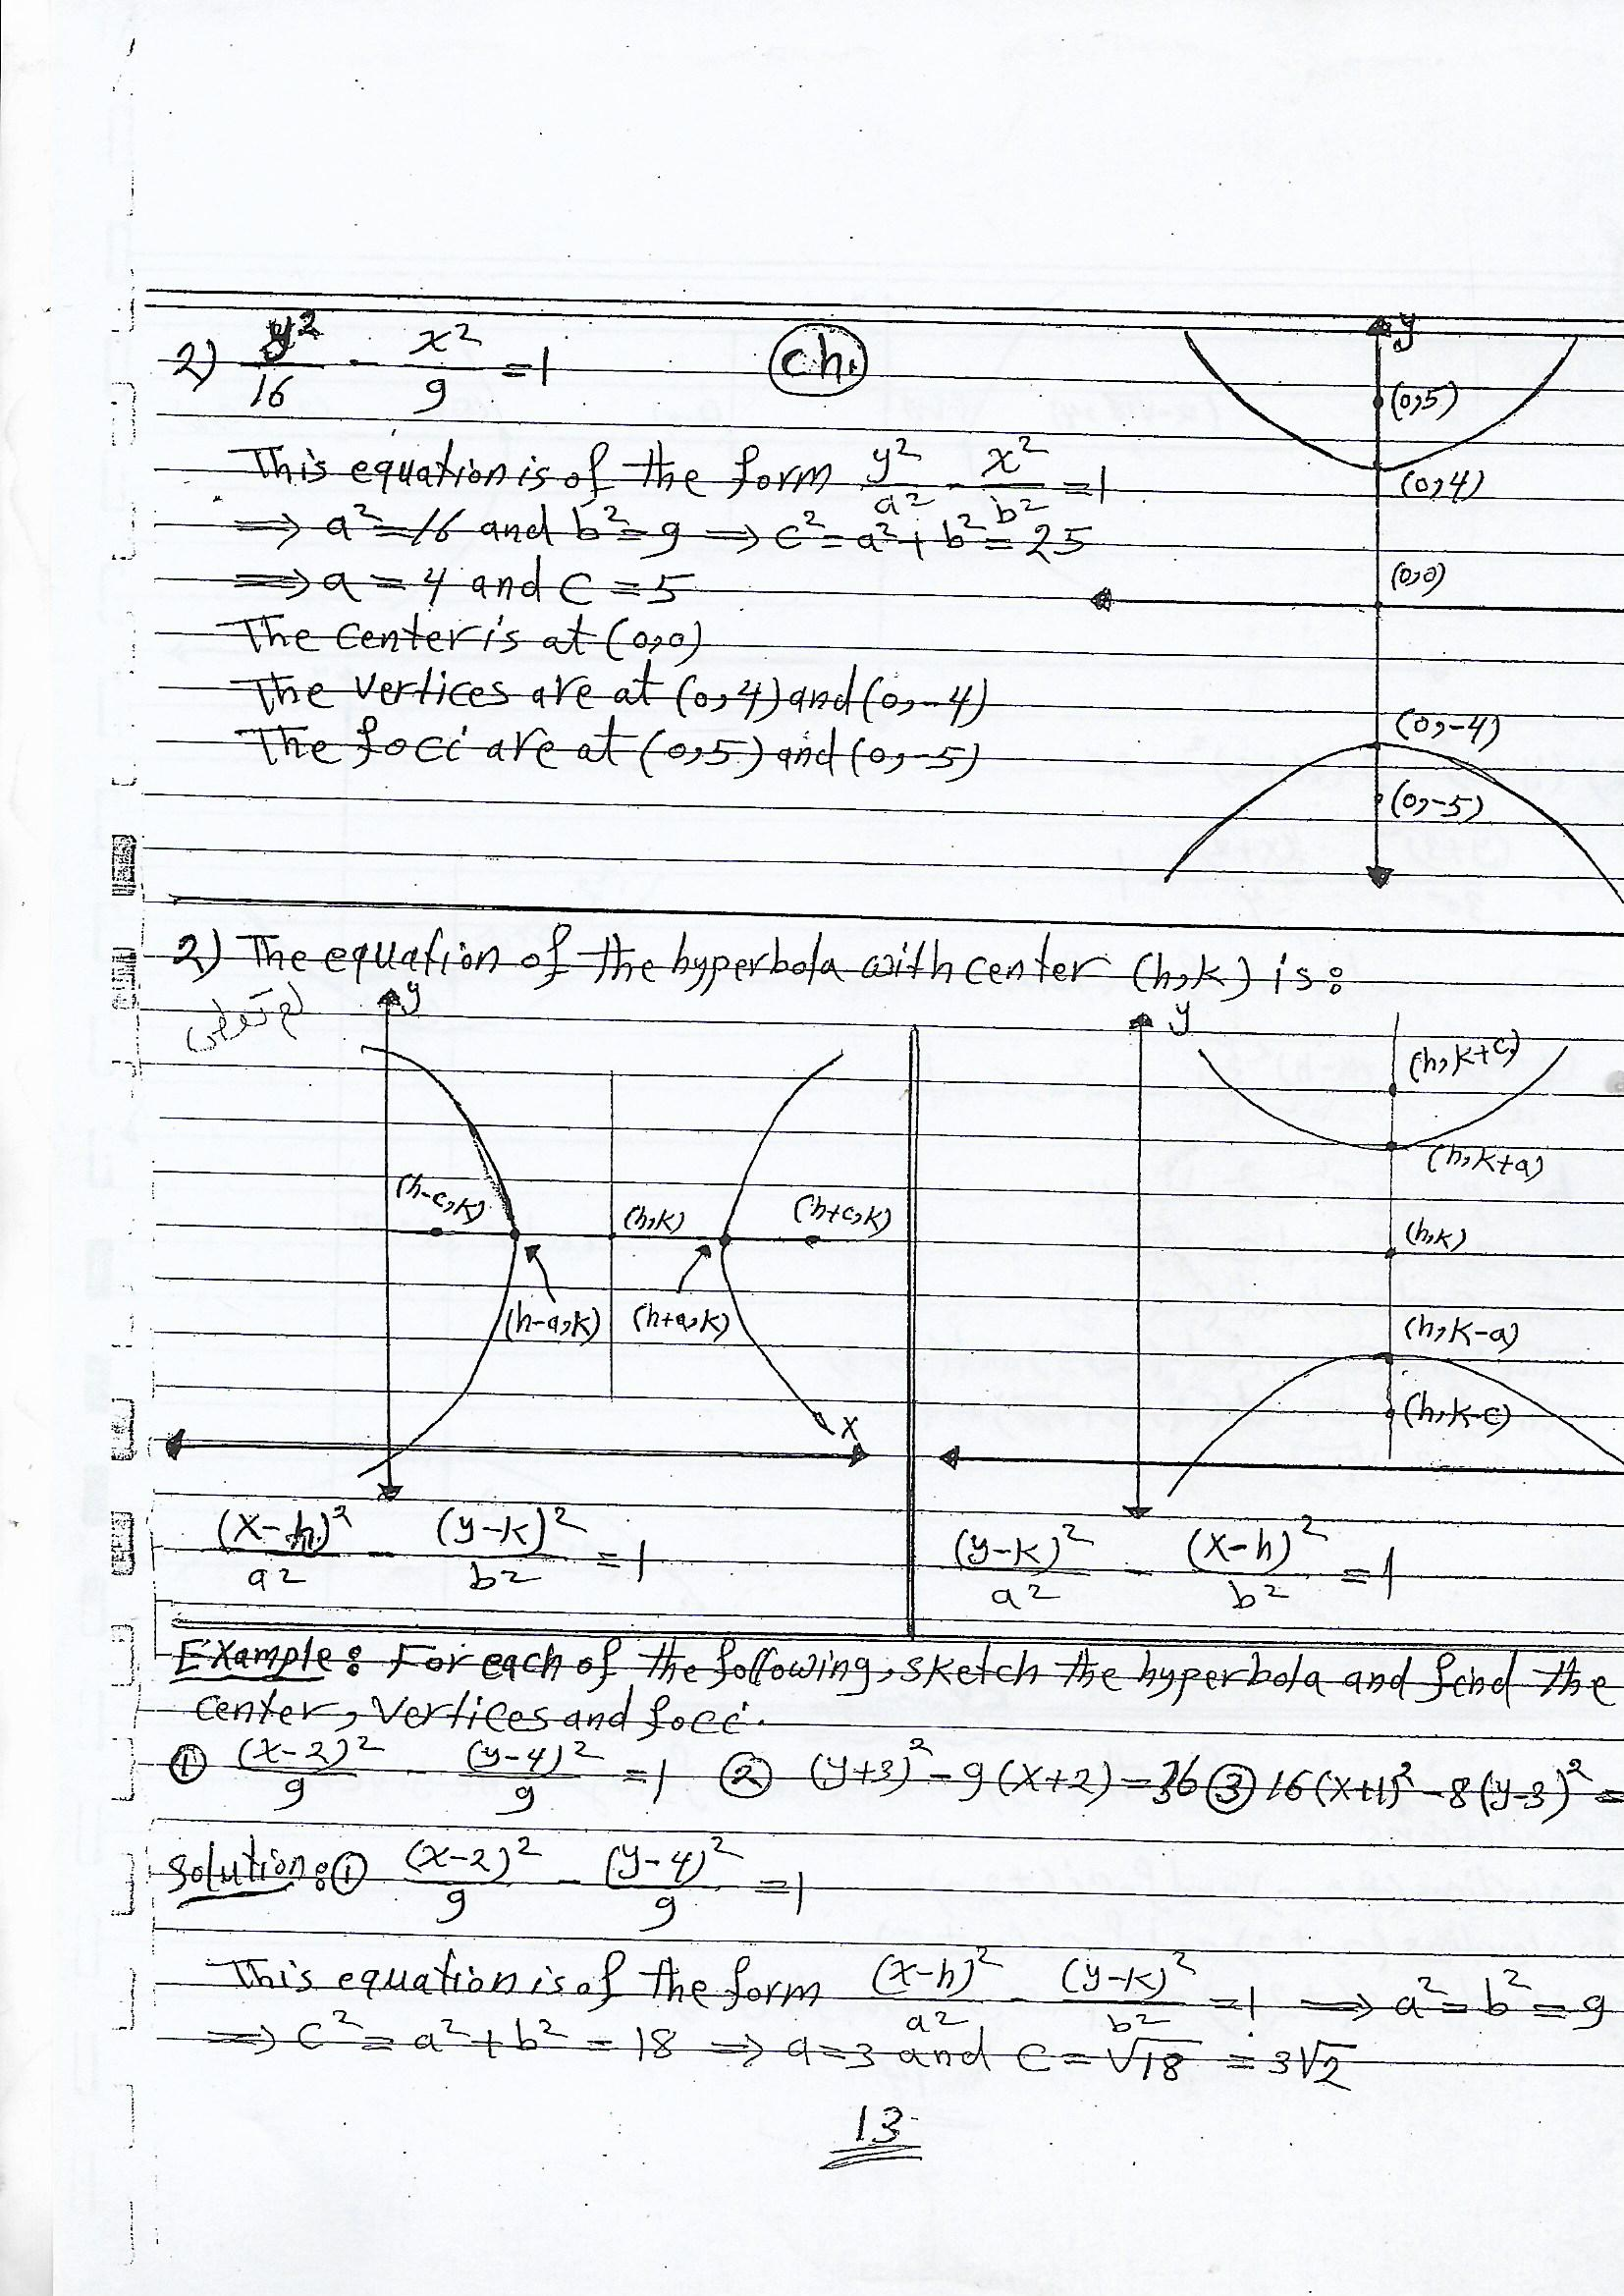 2) y²/16 - x²/9 = 1
ch.
This equation is of the form y²/a² - x²/b² = 1
⟹ a² = 16 and b² = 9 ⟹ c² = a² + b² = 25
⟹ a = 4 and c = 5
The center is at (0,0)
The vertices are at (0,4) and (0,-4)
The foci are at (0,5) and (0,-5)
y
(0,5)
(0,4)
(0,0)
(0,-4)
(0,-5)
2) The equation of the hyperbola with center (h,k) is:
y
(h-c,k)
(h,k)
(h+c,k)
(h-a,k)
(h+a,k)
x
(x-h)²/a² - (y-k)²/b² = 1
y
(h,k+c)
(h,k+a)
(h,k)
(h,k-a)
(h,k-c)
(y-k)²/a² - (x-h)²/b² = 1
Example: For each of the following, sketch the hyperbola and find the
center, vertices and foci.
① (x-2)²/9 - (y-4)²/9 = 1 ② (y+3)² - 9(x+2) = 36 ③ 16(x+1)² - 8(y-3)² =
Solution: ① (x-2)²/9 - (y-4)²/9 = 1
This equation is of the form (x-h)²/a² - (y-k)²/b² = 1 ⟹ a² = b² = 9
⟹ c² = a² + b² = 18 ⟹ a = 3 and c = √18 = 3√2
13